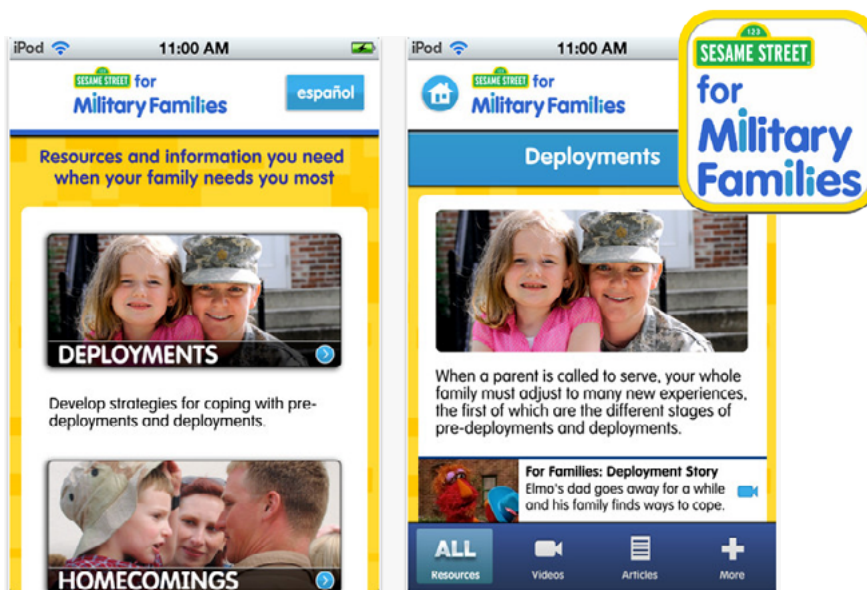 iPod
11:00 AM
SESAME STREET for
Military Families
español
Resources and information you need
when your family needs you most
DEPLOYMENTS
Develop strategies for coping with pre-
deployments and deployments.
HOMECOMINGS
iPod
11:00 AM
SESAME STREET for
Military Families
Deployments
When a parent is called to serve, your whole
family must adjust to many new experiences,
the first of which are the different stages of
pre-deployments and deployments.
For Families: Deployment Story
Elmo's dad goes away for a while
and his family finds ways to cope.
ALL
Resources
Videos
Articles
More
123
SESAME STREET
for
Military
Families